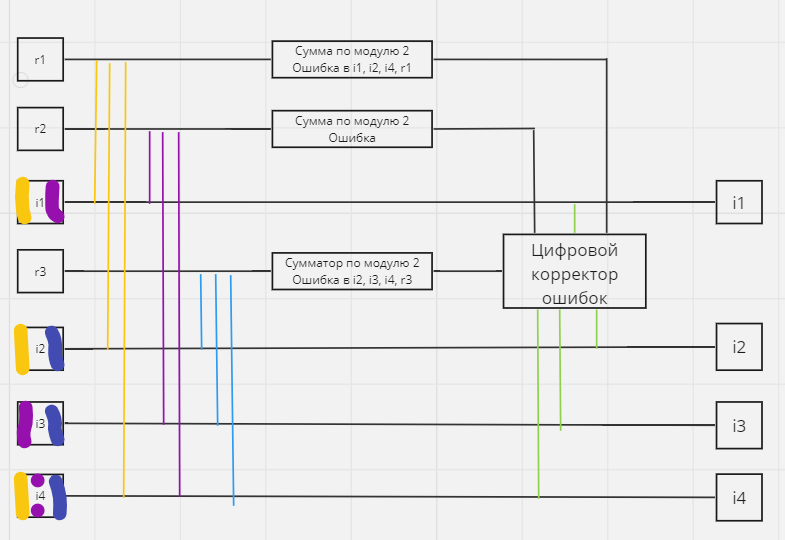 r1
Сумма по модулю 2
Ошибка в i1, i2, i4, r1
r2
Сумма по модулю 2
Ошибка
i1
i1
r3
Сумматор по модулю 2
Ошибка в i2, i3, i4, r3
Цифровой
корректор
ошибок
i2
i2
i3
i3
i4
i4